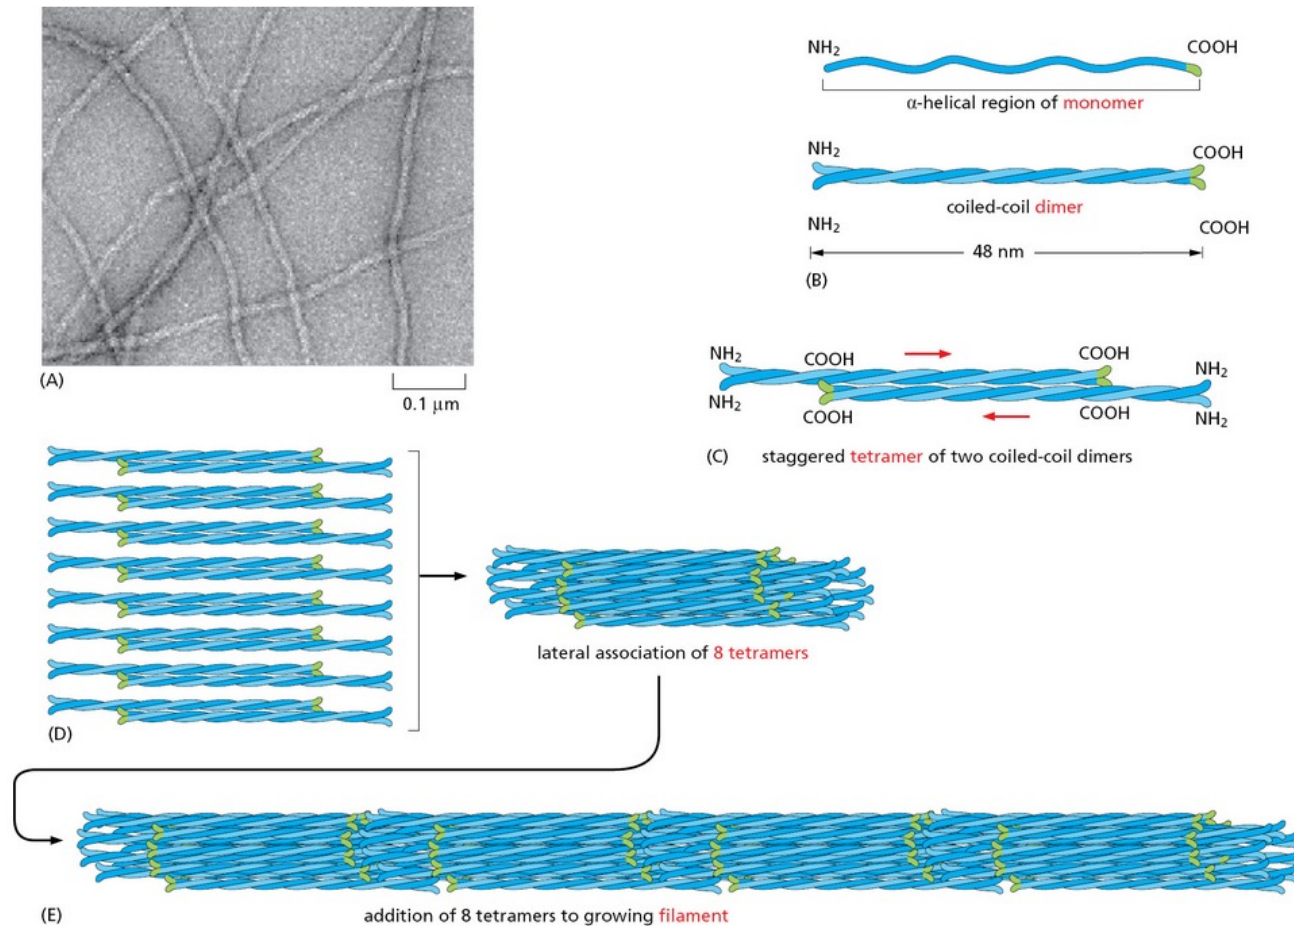 (A)
0.1 μm
NH2
COOH
α-helical region of monomer
COOH
coiled-coil dimer
NH2
COOH
48 nm
(B)
NH2
COOH
COOH
NH2
NH2
COOH
COOH
NH2
(C) staggered tetramer of two coiled-coil dimers
(D)
lateral association of 8 tetramers
(E)
addition of 8 tetramers to growing filament